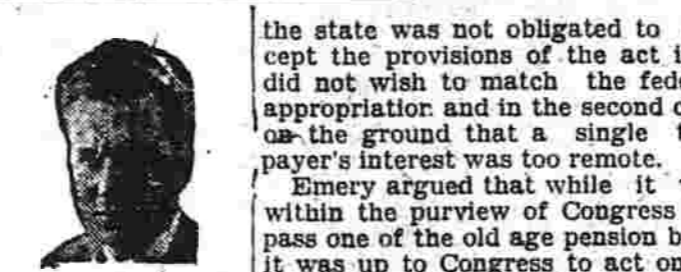 the state was not obligated to
cept the provisions of the act i
did not wish to match the fede
appropriation and in the second c
on the ground that a single t
payer's interest was too remote.
Emery argued that while it
within the purview of Congress
pass one of the old age pension b
it was up to Congress to act on